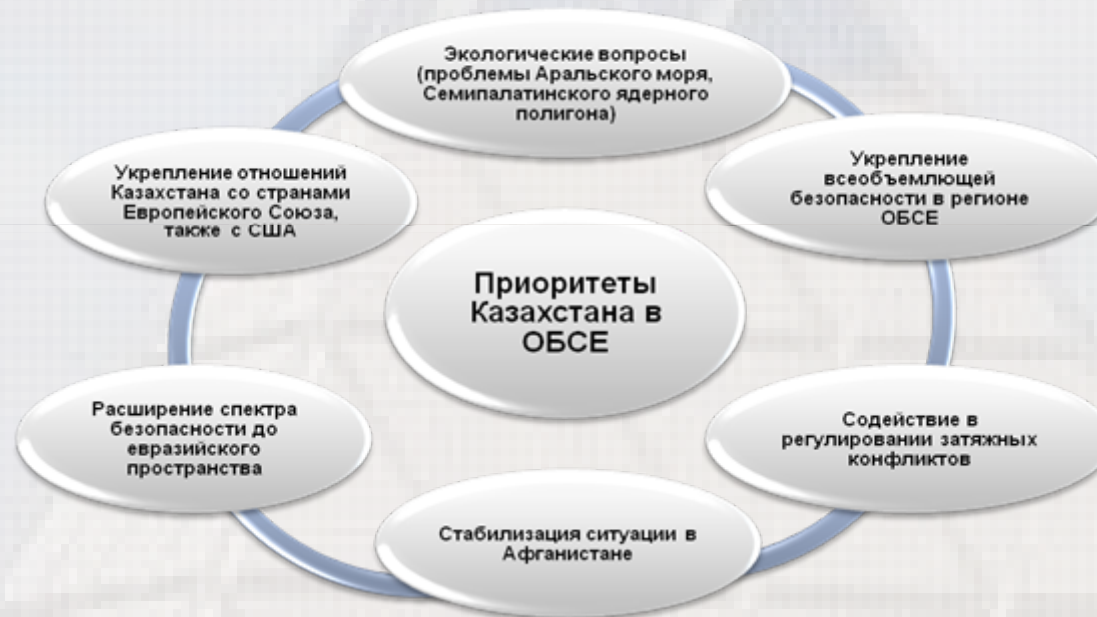 Экологические вопросы
(проблемы Аральского моря,
Семипалатинского ядерного
полигона)
Укрепление
всеобъемлющей
безопасности в регионе
ОБСЕ
Содействие в
регулировании затяжных
конфликтов
Стабилизация ситуации в
Афганистане
Расширение спектра
безопасности до
евразийского
пространства
Укрепление отношений
Казахстана со странами
Европейского Союза,
также с США
Приоритеты
Казахстана в
ОБСЕ